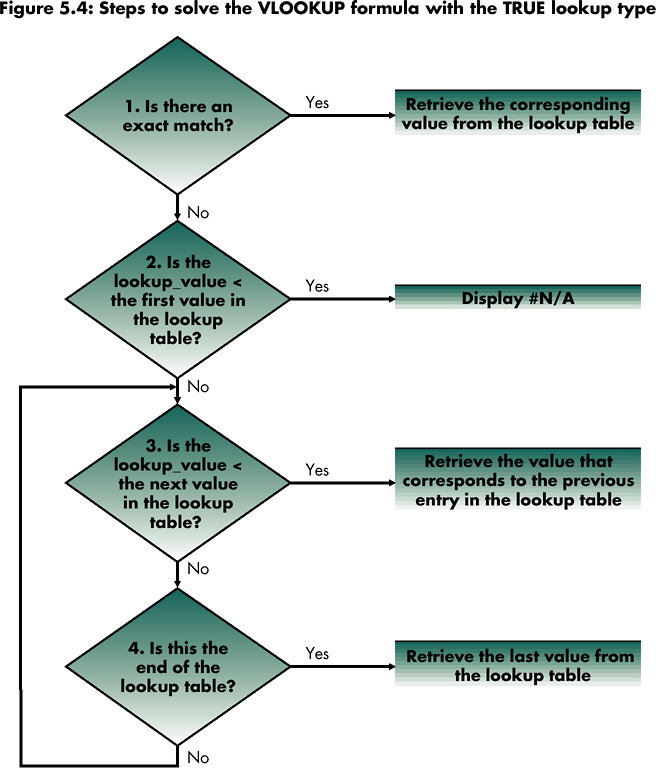 Figure 5.4: Steps to solve the VLOOKUP formula with the TRUE lookup type
1. Is there an
exact match?
Yes
Retrieve the corresponding
value from the lookup table
No
2. Is the
lookup_value <
the first value in
the lookup
table?
Yes
Display #N/A
No
3. Is the
lookup_value <
the next value
in the lookup
table?
Yes
Retrieve the value that
corresponds to the previous
entry in the lookup table
No
4. Is this the
end of the
lookup table?
Yes
Retrieve the last value from
the lookup table
No